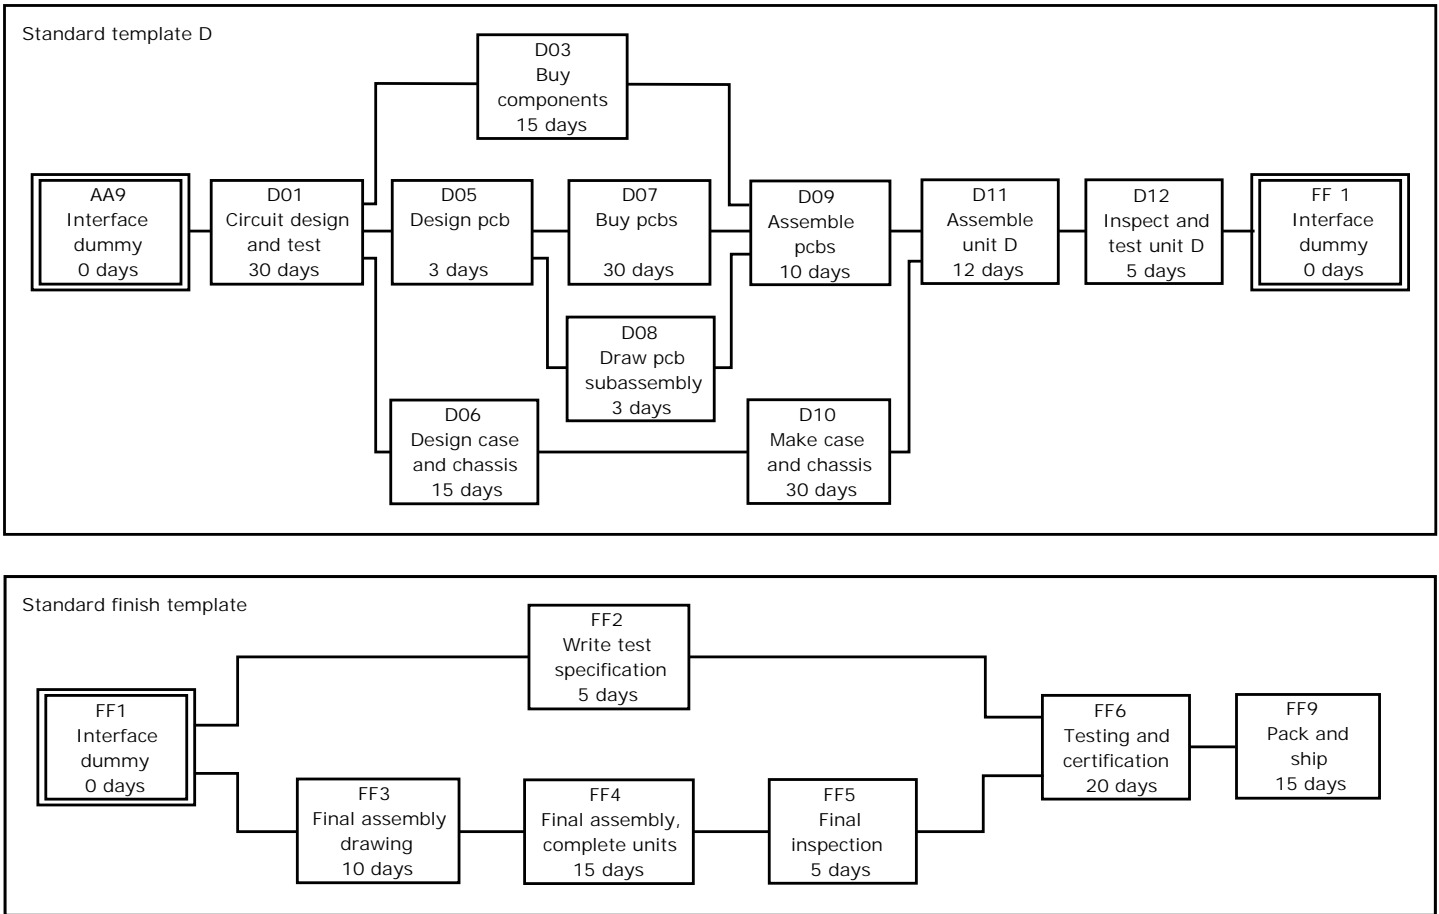 Standard template D
D03
Buy
components
15 days
AA9
Interface
dummy
0 days
D01
Circuit design
and test
30 days
D05
Design pcb
3 days
D07
Buy pcbs
30 days
D09
Assemble
pcbs
10 days
D11
Assemble
unit D
12 days
D12
Inspect and
test unit D
5 days
FF 1
Interface
dummy
0 days
D08
Draw pcb
subassembly
3 days
D06
Design case
and chassis
15 days
D10
Make case
and chassis
30 days
Standard finish template
FF2
Write test
specification
5 days
FF1
Interface
dummy
0 days
FF3
Final assembly
drawing
10 days
FF4
Final assembly,
complete units
15 days
FF5
Final
inspection
5 days
FF6
Testing and
certification
20 days
FF9
Pack and
ship
15 days